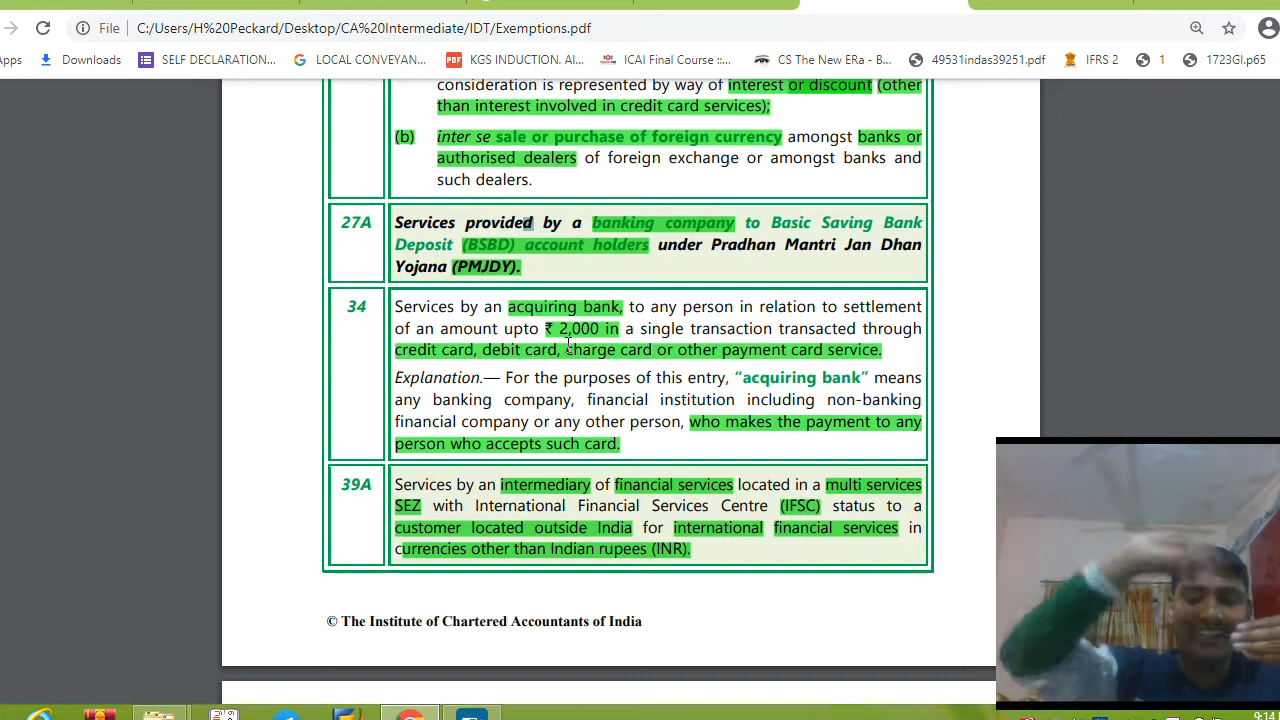 File
C:/Users/H%20Peckard/Desktop/CA%20Intermediate/IDT/Exemptions.pdf
Apps
Downloads
SELF DECLARATION...
LOCAL CONVEYAN...
KGS INDUCTION. AI...
ICAI Final Course ::...
CS The New ERa - B...
49531indas39251.pdf
IFRS 2
1
1723GI.p65
consideration is represented by way of interest or discount (other
than interest involved in credit card services);
(b) inter se sale or purchase of foreign currency amongst banks or
authorised dealers of foreign exchange or amongst banks and
such dealers.
27A Services provided by a banking company to Basic Saving Bank
Deposit (BSBD) account holders under Pradhan Mantri Jan Dhan
Yojana (PMJDY).
34 Services by an acquiring bank, to any person in relation to settlement
of an amount upto ₹ 2,000 in a single transaction transacted through
credit card, debit card, charge card or other payment card service.
Explanation.— For the purposes of this entry, “acquiring bank” means
any banking company, financial institution including non-banking
financial company or any other person, who makes the payment to any
person who accepts such card.
39A Services by an intermediary of financial services located in a multi services
SEZ with International Financial Services Centre (IFSC) status to a
customer located outside India for international financial services in
currencies other than Indian rupees (INR).
© The Institute of Chartered Accountants of India